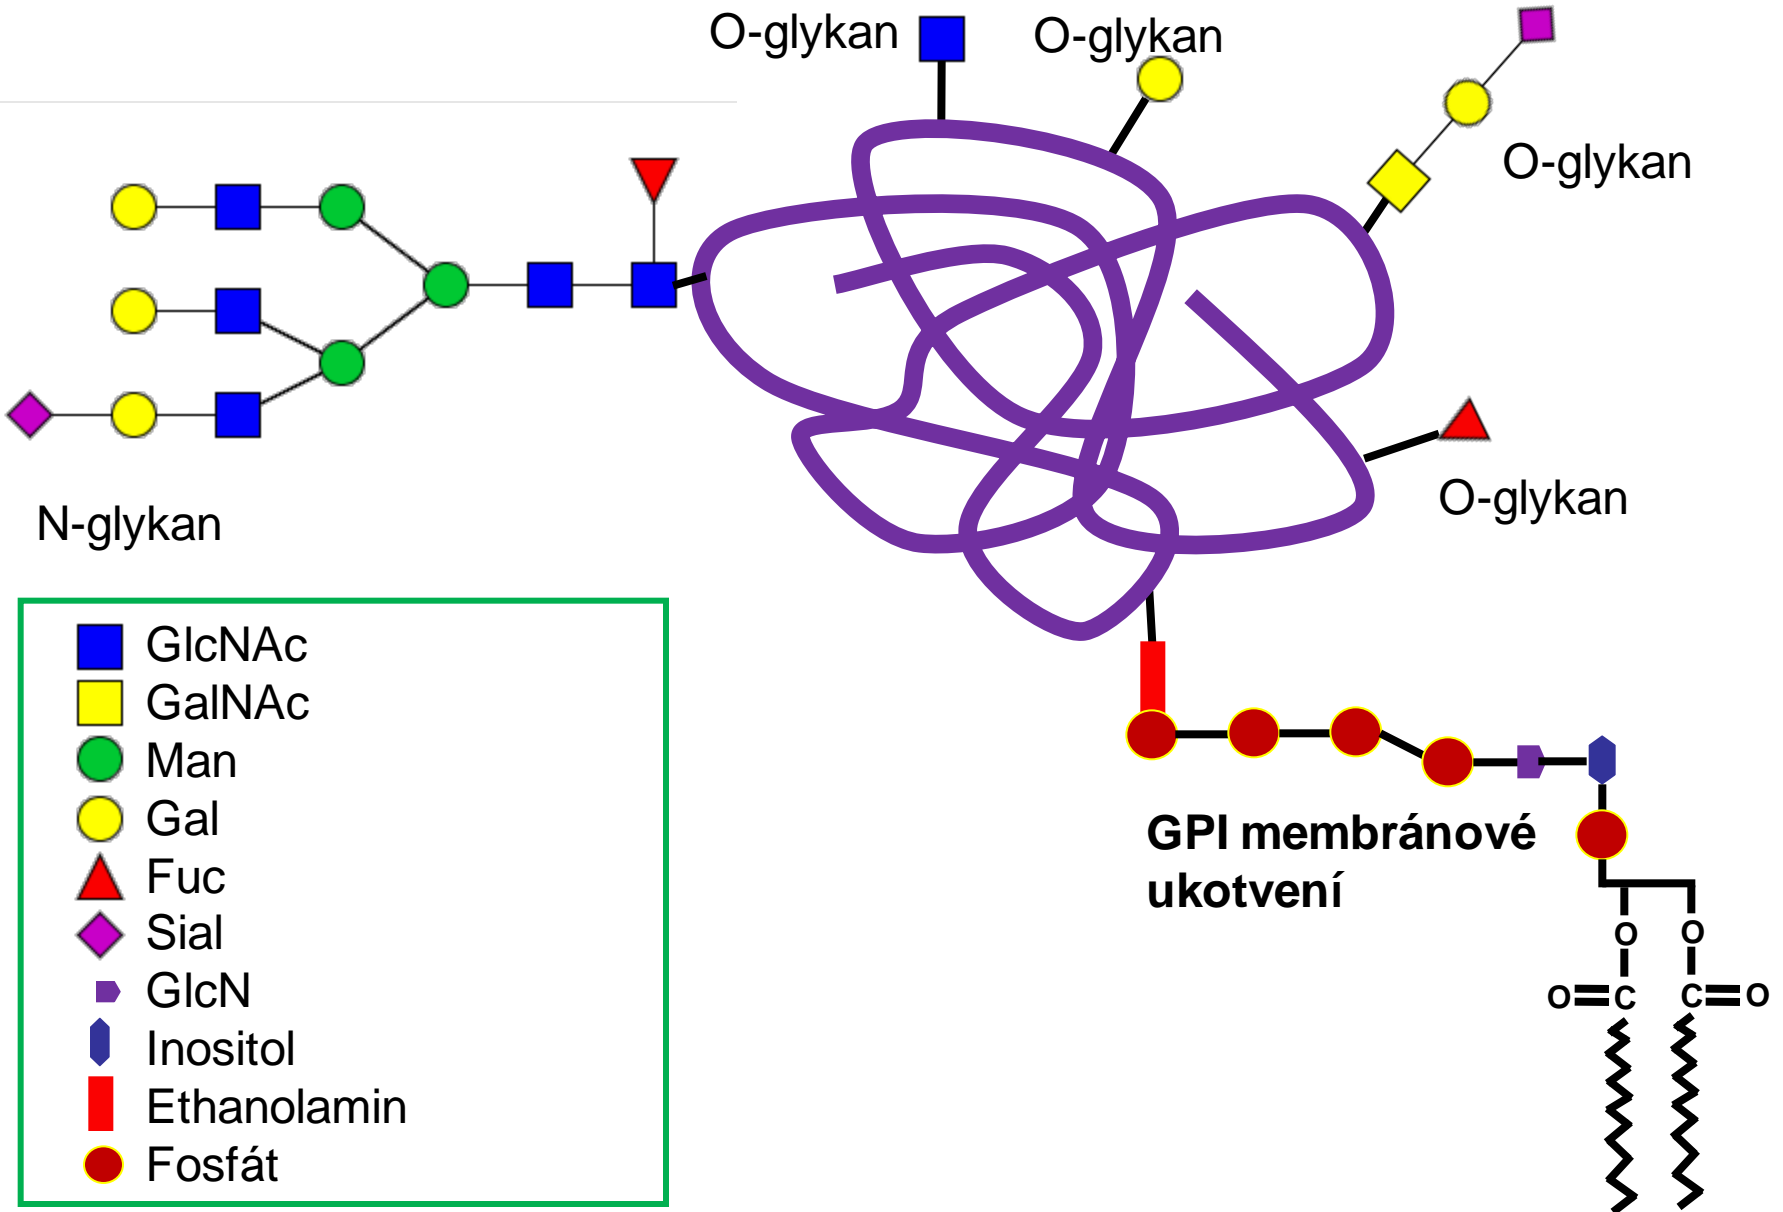 O-glykan
O-glykan
O-glykan
N-glykan
O-glykan
GlcNAc
GalNAc
Man
Gal
Fuc
Sial
GlcN
Inositol
Ethanolamin
Fosfát
GPI membránové
ukotvení
O O
O C C O